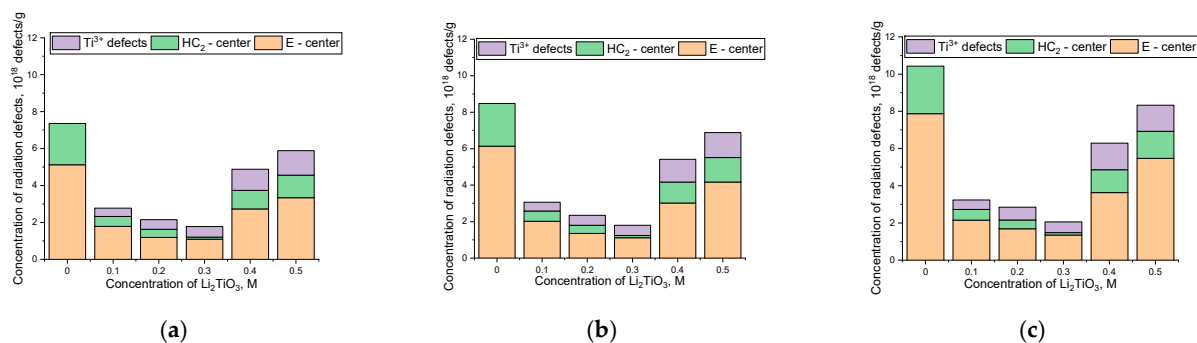 Ti³⁺ defects HC₂ - center E - center
Concentration of radiation defects, 10¹⁸ defects/g
12
10
8
6
4
2
0
0 0.1 0.2 0.3 0.4 0.5
Concentration of Li₂TiO₃, M
(a)
Ti³⁺ defects HC₂ - center E - center
Concentration of radiation defects, 10¹⁸ defects/g
12
10
8
6
4
2
0
0 0.1 0.2 0.3 0.4 0.5
Concentration of Li₂TiO₃, M
(b)
Ti³⁺ defects HC₂ - center E - center
Concentration of radiation defects, 10¹⁸ defects/g
12
10
8
6
4
2
0
0 0.1 0.2 0.3 0.4 0.5
Concentration of Li₂TiO₃, M
(c)